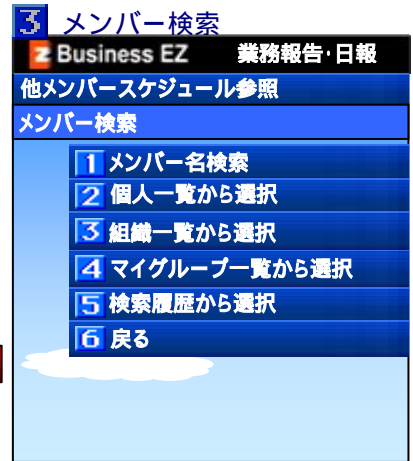 3 メンバー検索
z Business EZ 業務報告・日報
他メンバースケジュール参照
メンバー検索
1 メンバー名検索
2 個人一覧から選択
3 組織一覧から選択
4 マイグループ一覧から選択
5 検索履歴から選択
6 戻る